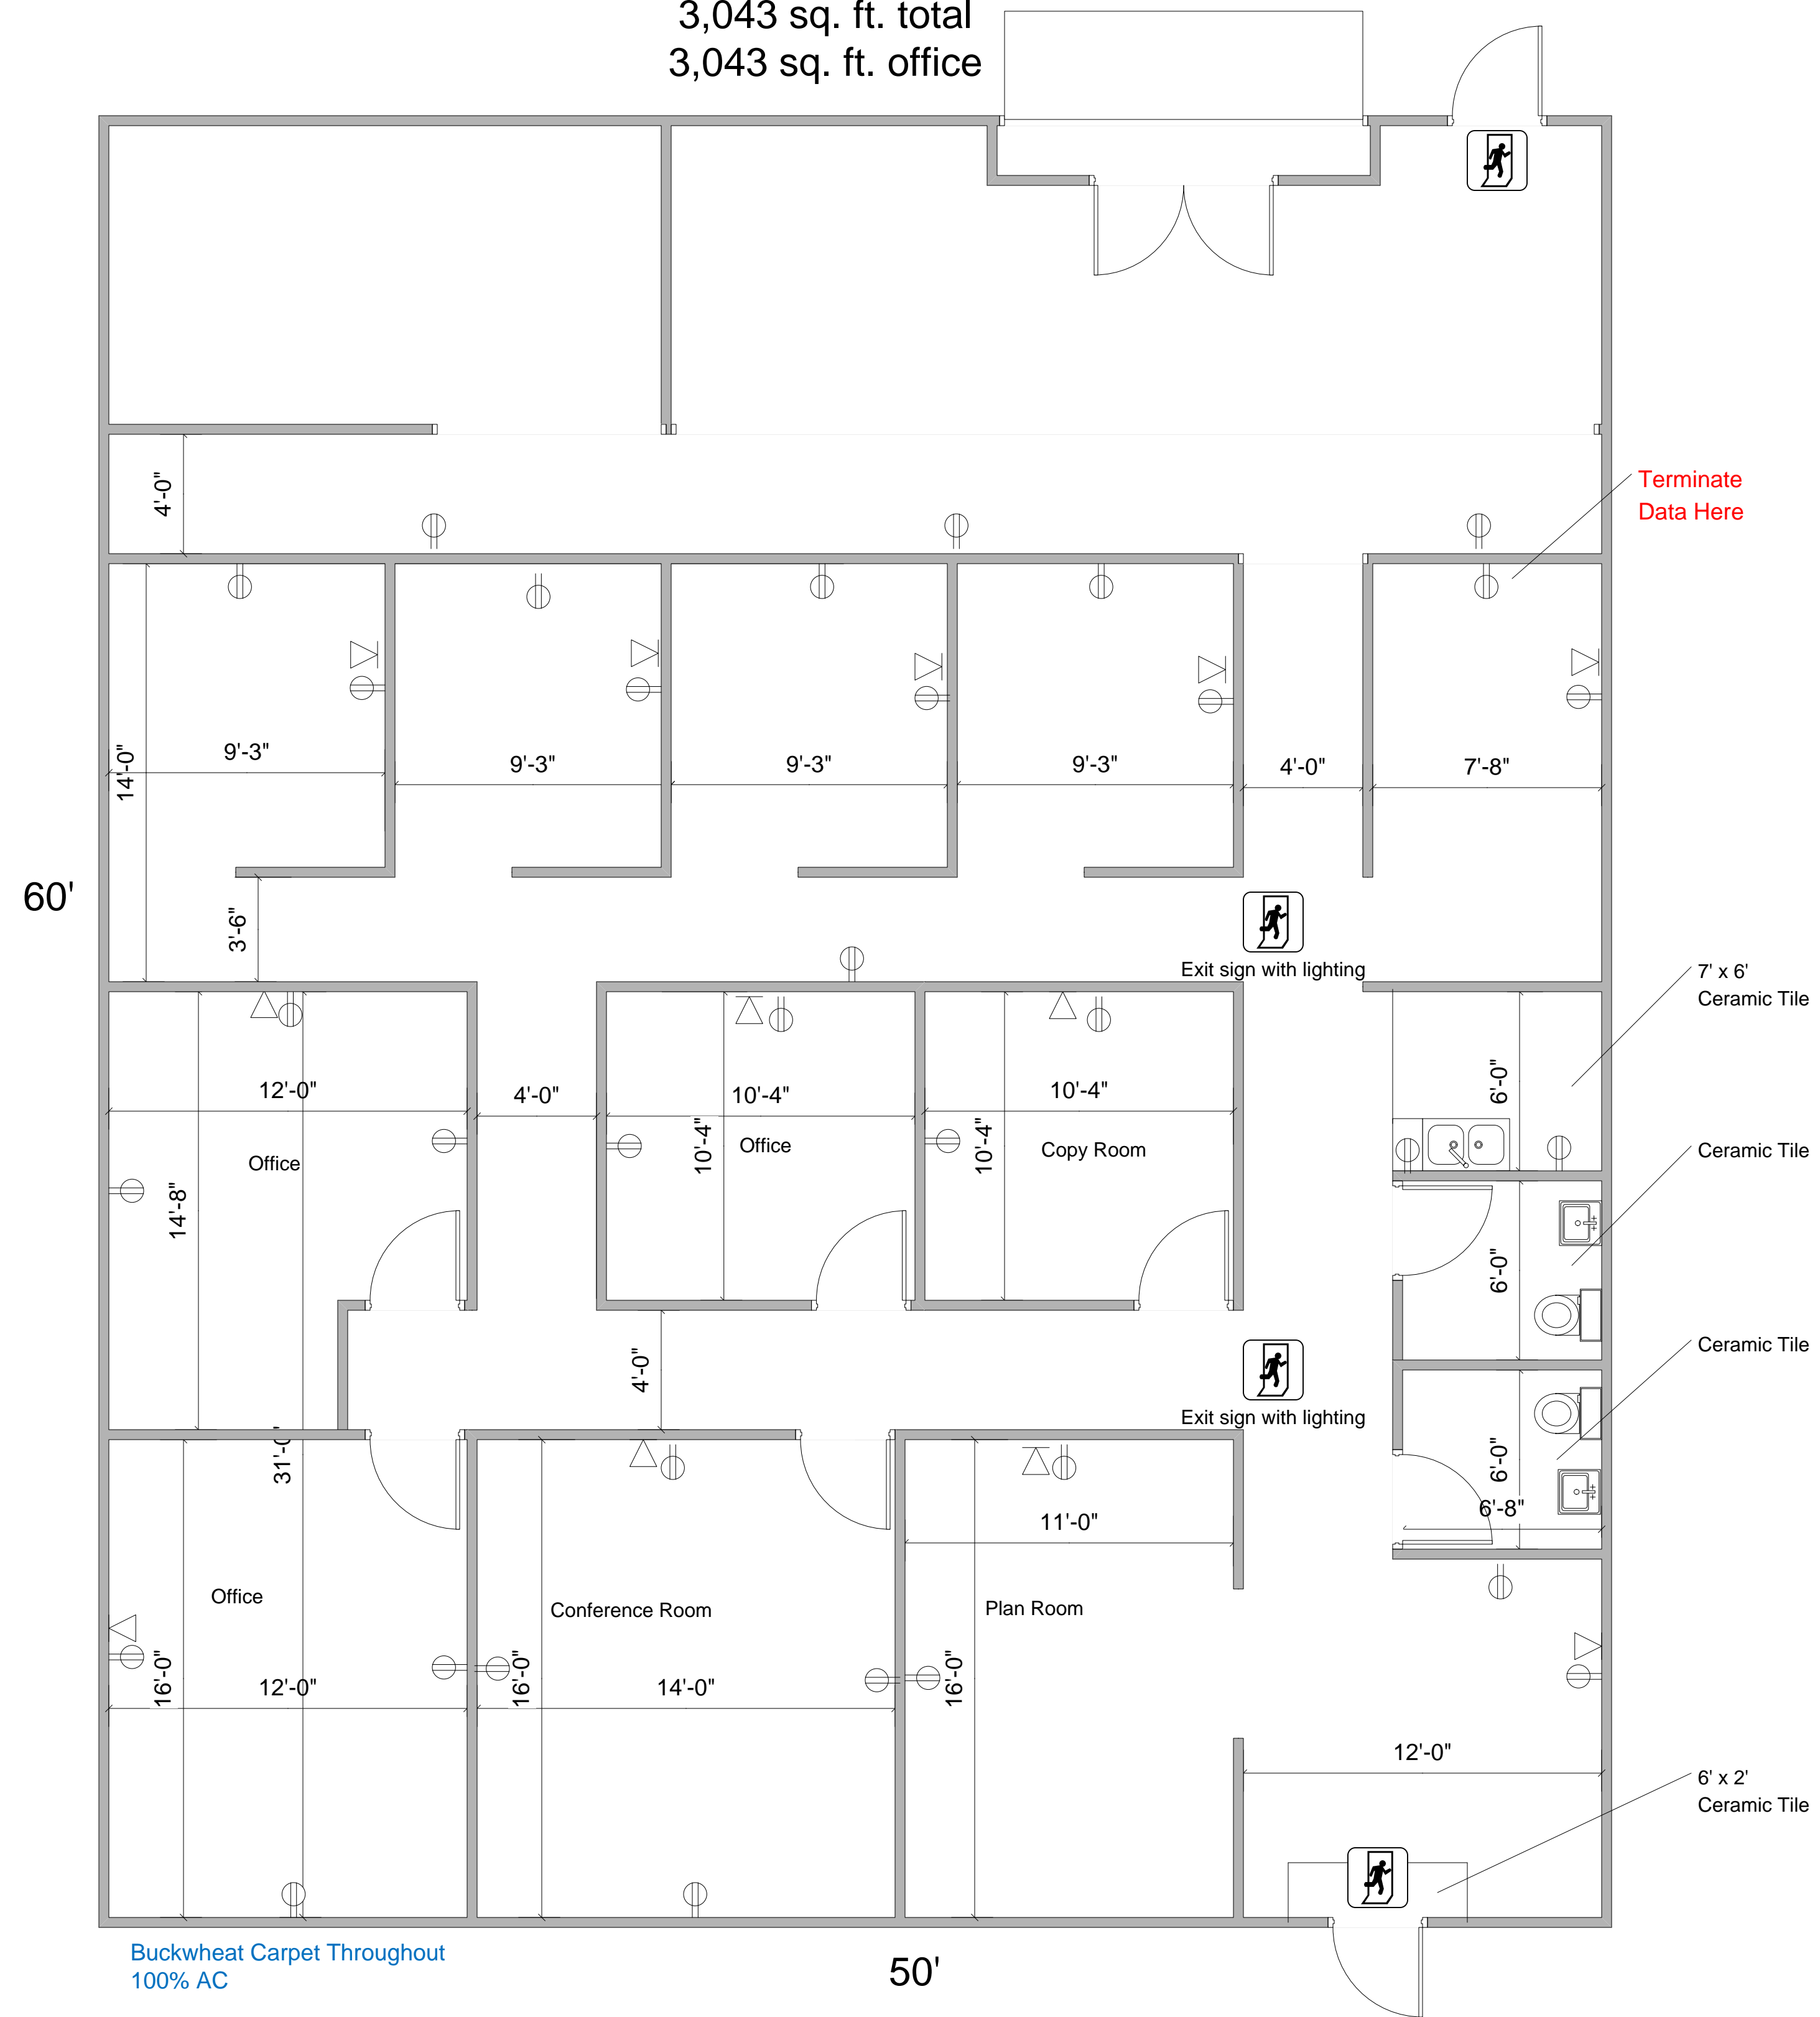 3,043 sq. ft. total
3,043 sq. ft. office
4'-0"
Terminate
Data Here
14'-0"
9'-3"
9'-3"
9'-3"
9'-3"
4'-0"
7'-8"
60'
3'-6"
Exit sign with lighting
7' x 6'
Ceramic Tile
12'-0"
4'-0"
10'-4"
10'-4"
6'-0"
Office
10'-4"
Office
10'-4"
Copy Room
Ceramic Tile
14'-8"
6'-0"
4'-0"
Ceramic Tile
Exit sign with lighting
31'-0"
6'-0"
6'-8"
11'-0"
Office
Conference Room
Plan Room
16'-0"
12'-0"
16'-0"
14'-0"
16'-0"
12'-0"
6' x 2'
Ceramic Tile
Buckwheat Carpet Throughout
100% AC
50'